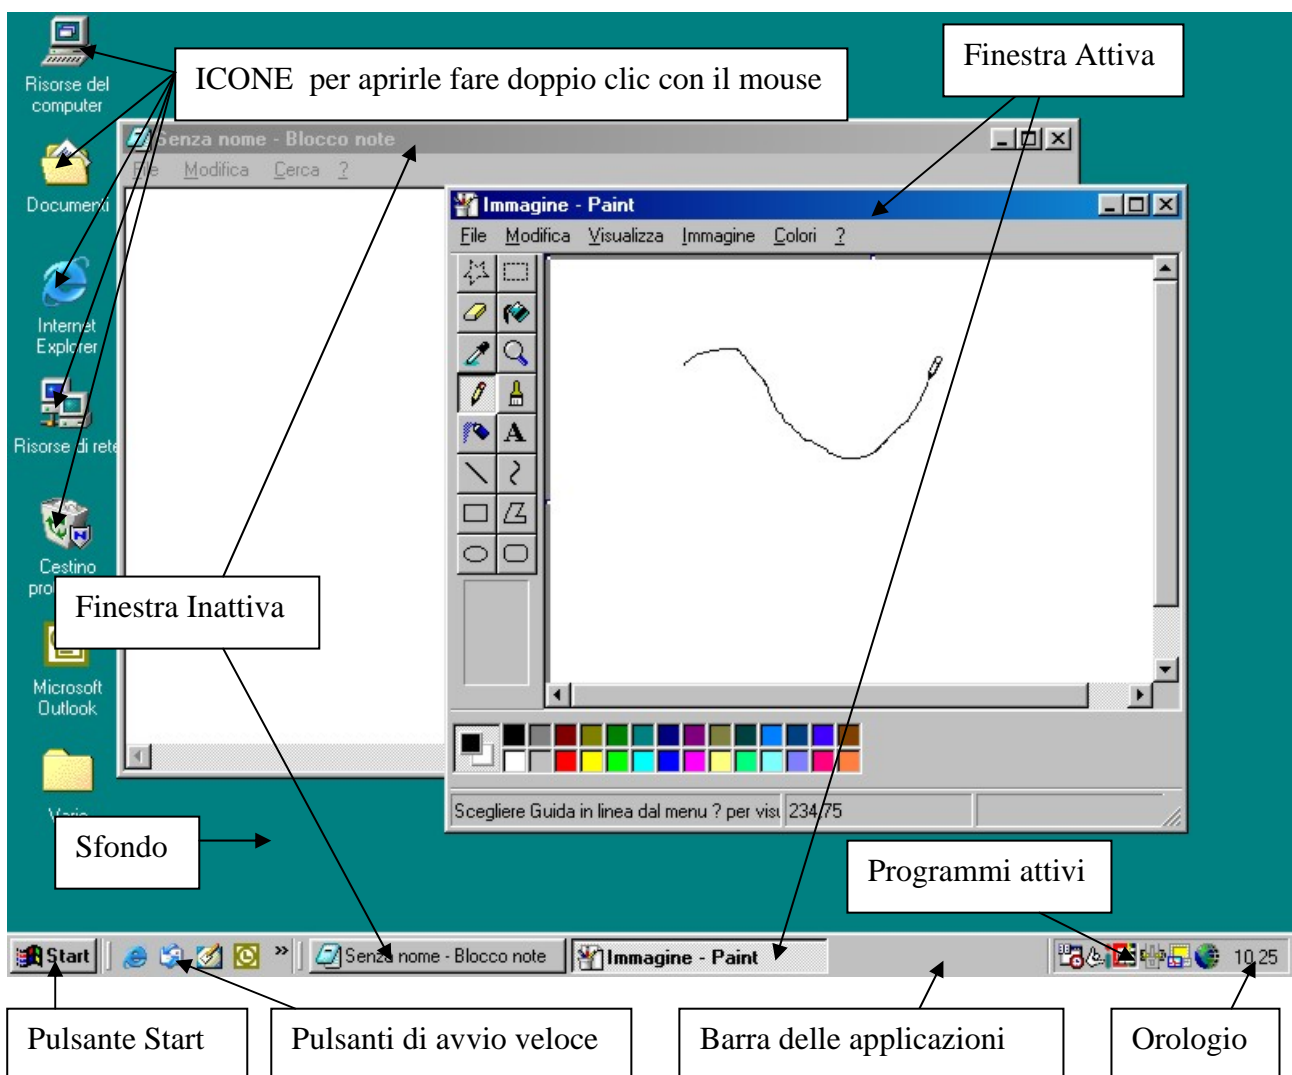 Risorse del
computer
ICONE per aprirle fare doppio clic con il mouse
Finestra Attiva
Senza nome - Blocco note
File Modifica Cerca ?
Documenti
Immagine - Paint
File Modifica Visualizza Immagine Colori ?
Internet
Explorer
Risorse di rete
Cestino
Finestra Inattiva
Microsoft
Outlook
Scegliere Guida in linea dal menu ? per visu 234,75
Sfondo
Programmi attivi
Start » Senza nome - Blocco note Immagine - Paint 10.25
Pulsante Start
Pulsanti di avvio veloce
Barra delle applicazioni
Orologio